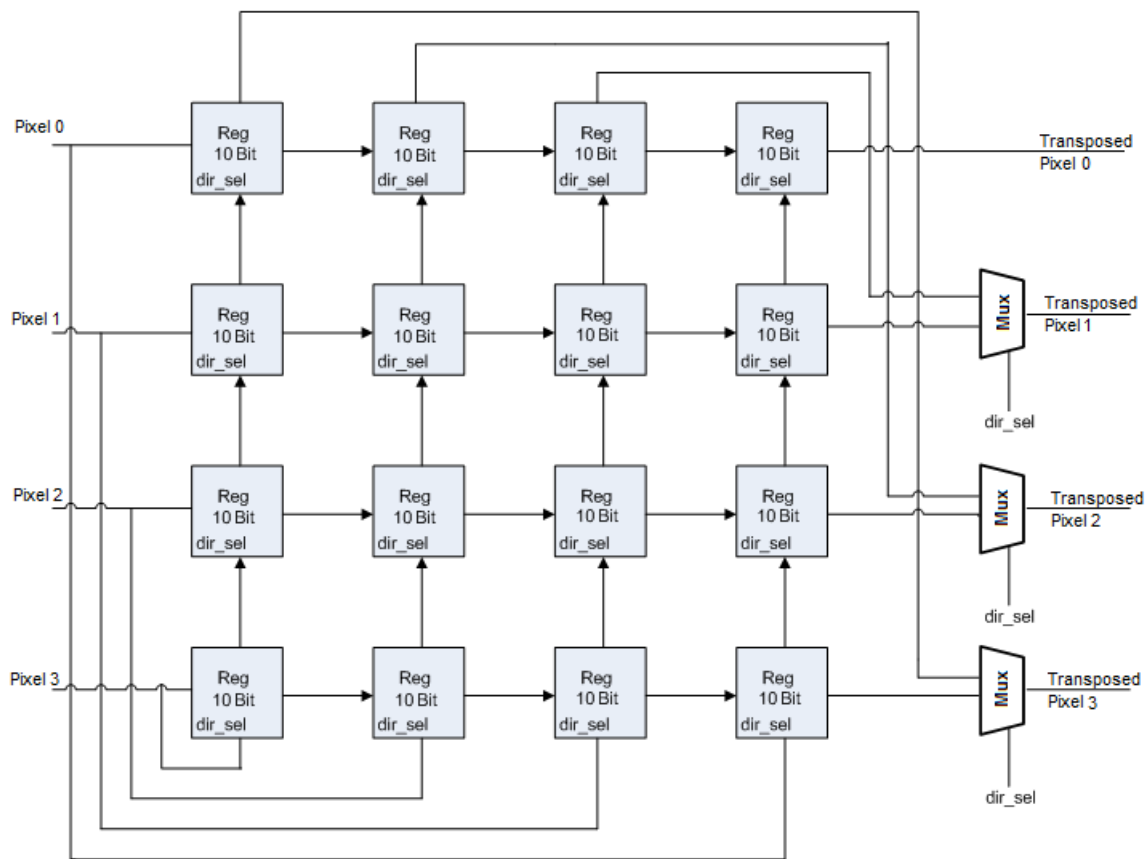 Pixel 0
Reg
10 Bit
dir_sel
Reg
10 Bit
dir_sel
Reg
10 Bit
dir_sel
Reg
10 Bit
dir_sel
Transposed
Pixel 0
Pixel 1
Reg
10 Bit
dir_sel
Reg
10 Bit
dir_sel
Reg
10 Bit
dir_sel
Reg
10 Bit
dir_sel
Mux
Transposed
Pixel 1
dir_sel
Pixel 2
Reg
10 Bit
dir_sel
Reg
10 Bit
dir_sel
Reg
10 Bit
dir_sel
Reg
10 Bit
dir_sel
Mux
Transposed
Pixel 2
dir_sel
Pixel 3
Reg
10 Bit
dir_sel
Reg
10 Bit
dir_sel
Reg
10 Bit
dir_sel
Reg
10 Bit
dir_sel
Mux
Transposed
Pixel 3
dir_sel